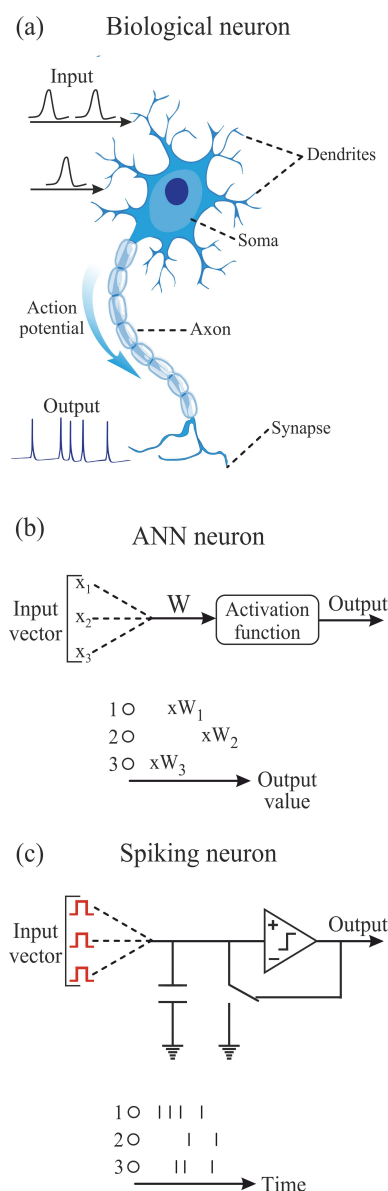 (a) Biological neuron
Input
Dendrites
Soma
Action
potential
Axon
Output
Synapse
(b)
ANN neuron
Input
vector
x₁
x₂
x₃
W
Activation
function
Output
1 xW₁
2 xW₂
3 xW₃
Output
value
(c) Spiking neuron
Input
vector
+
−
Output
1
2
3
Time